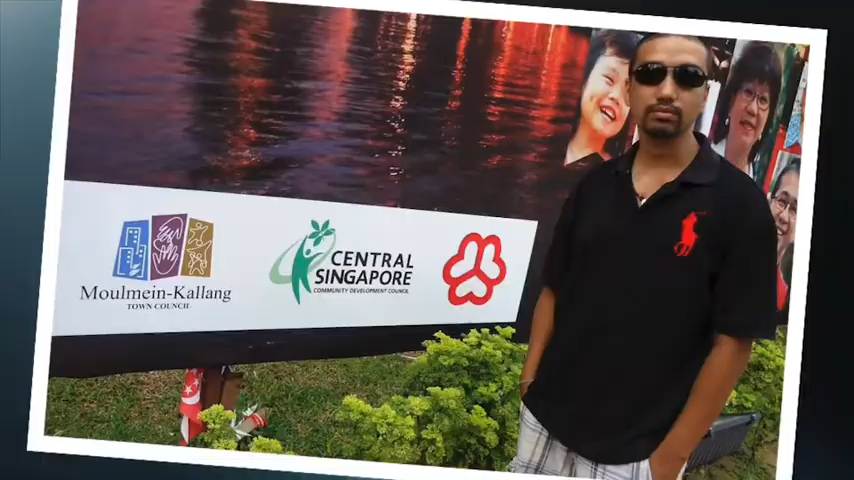 Moulmein-Kallang
TOWN COUNCIL
CENTRAL
SINGAPORE
COMMUNITY DEVELOPMENT COUNCIL